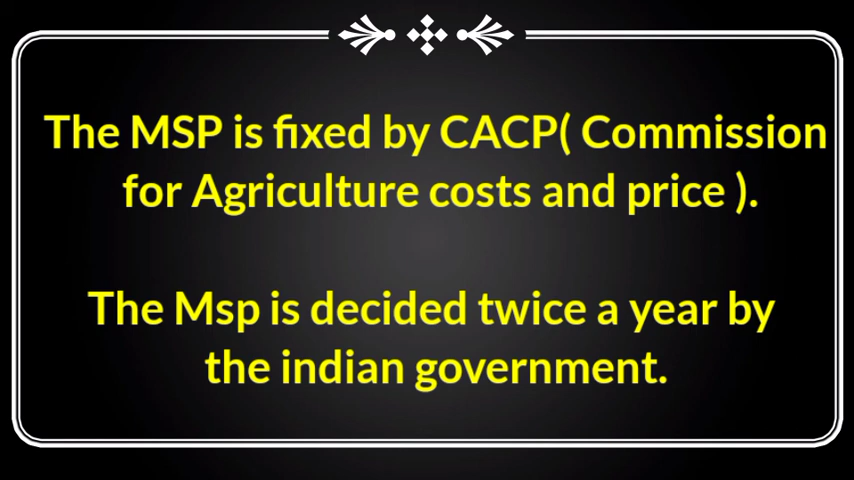 The MSP is fixed by CACP( Commission
for Agriculture costs and price ).
The Msp is decided twice a year by
the indian government.